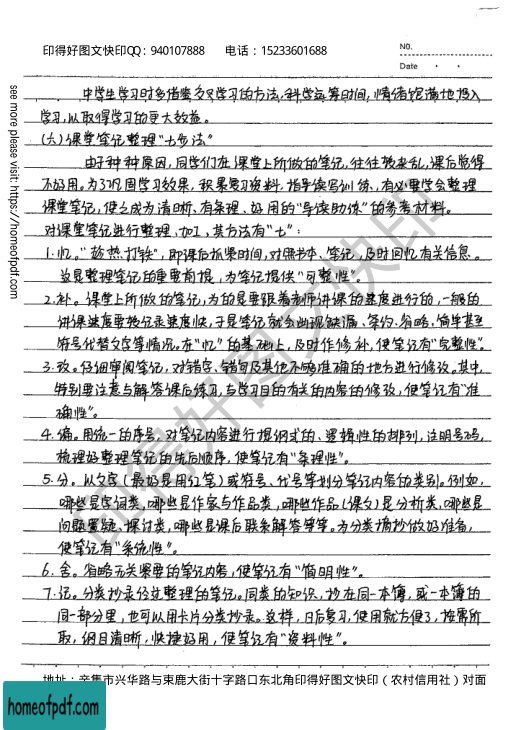 印得好图文快印QQ：940107888 电话：15233601688
NO.
Date
中学生学习时多借鉴交叉学习的方法,科学运筹时间,情绪饱满地投入
学习,以取得学习的更大效益。
(六)课堂笔记整理"七步法"
由于种种原因,同学们在课堂上所做的笔记,往往较杂乱,课后觉得
不好用。为了巩固学习效果,积累复习资料,指导读写训练,有必要学会整理
课堂笔记,使之成为清晰、有条理、好用的"导读助练"的参考材料。
对课堂笔记进行整理、加工,其方法有"七":
1.忆。"趁热打铁",即课后抓紧时间,对照书本、笔记,及时回忆有关信息。
这是整理笔记的重要前提,为笔记提供"可整性"。
2.补。课堂上所做的笔记,为的是要跟着老师讲课的速度进行的,一般的
讲课速度要较记录速度快,于是笔记就会出现缺漏、简约、省略、简单甚至
符号代替文字等情况。在"忆"的基础上,及时作修补,使笔记有"完整性"。
3.改。仔细审阅笔记,对错字、错句及其他不够准确的地方进行修改。其中,
特别要注意与解答课后练习,与学习目的有关的内容的修改,使笔记有"准
确性"。
4.编。用统一的序号,对笔记内容进行提纲式的、逻辑性的排列,注明号码,
梳理好整理笔记的先后顺序,使笔记有"条理性"。
5.分。以文字(最好是用红笔)或符号、代号等划分笔记内容的类别。例如,
哪些是字词类,哪些是作家与作品类,哪些作品(课文)是分析类,哪些是
问题质疑、探讨类,哪些是课后联系解答等等。为分类摘抄做好准备,
使笔记有"系统性"。
6.舍。省略无关紧要的笔记内容,使笔记有"简明性"。
7.记。分类抄录经过整理的笔记。同类的知识,抄在同一本簿,或一本簿的
同一部分里,也可以用卡片分类抄录。这样,日后复习,使用就方便了,按需所
取,纲目清晰,快捷好用,使笔记有"资料性"。
地址：辛集市兴华路与束鹿大街十字路口东北角印得好图文快印（农村信用社）对面
see more please visit: https://homeofpdf.com
印得好图文快印
homeofpdf.com